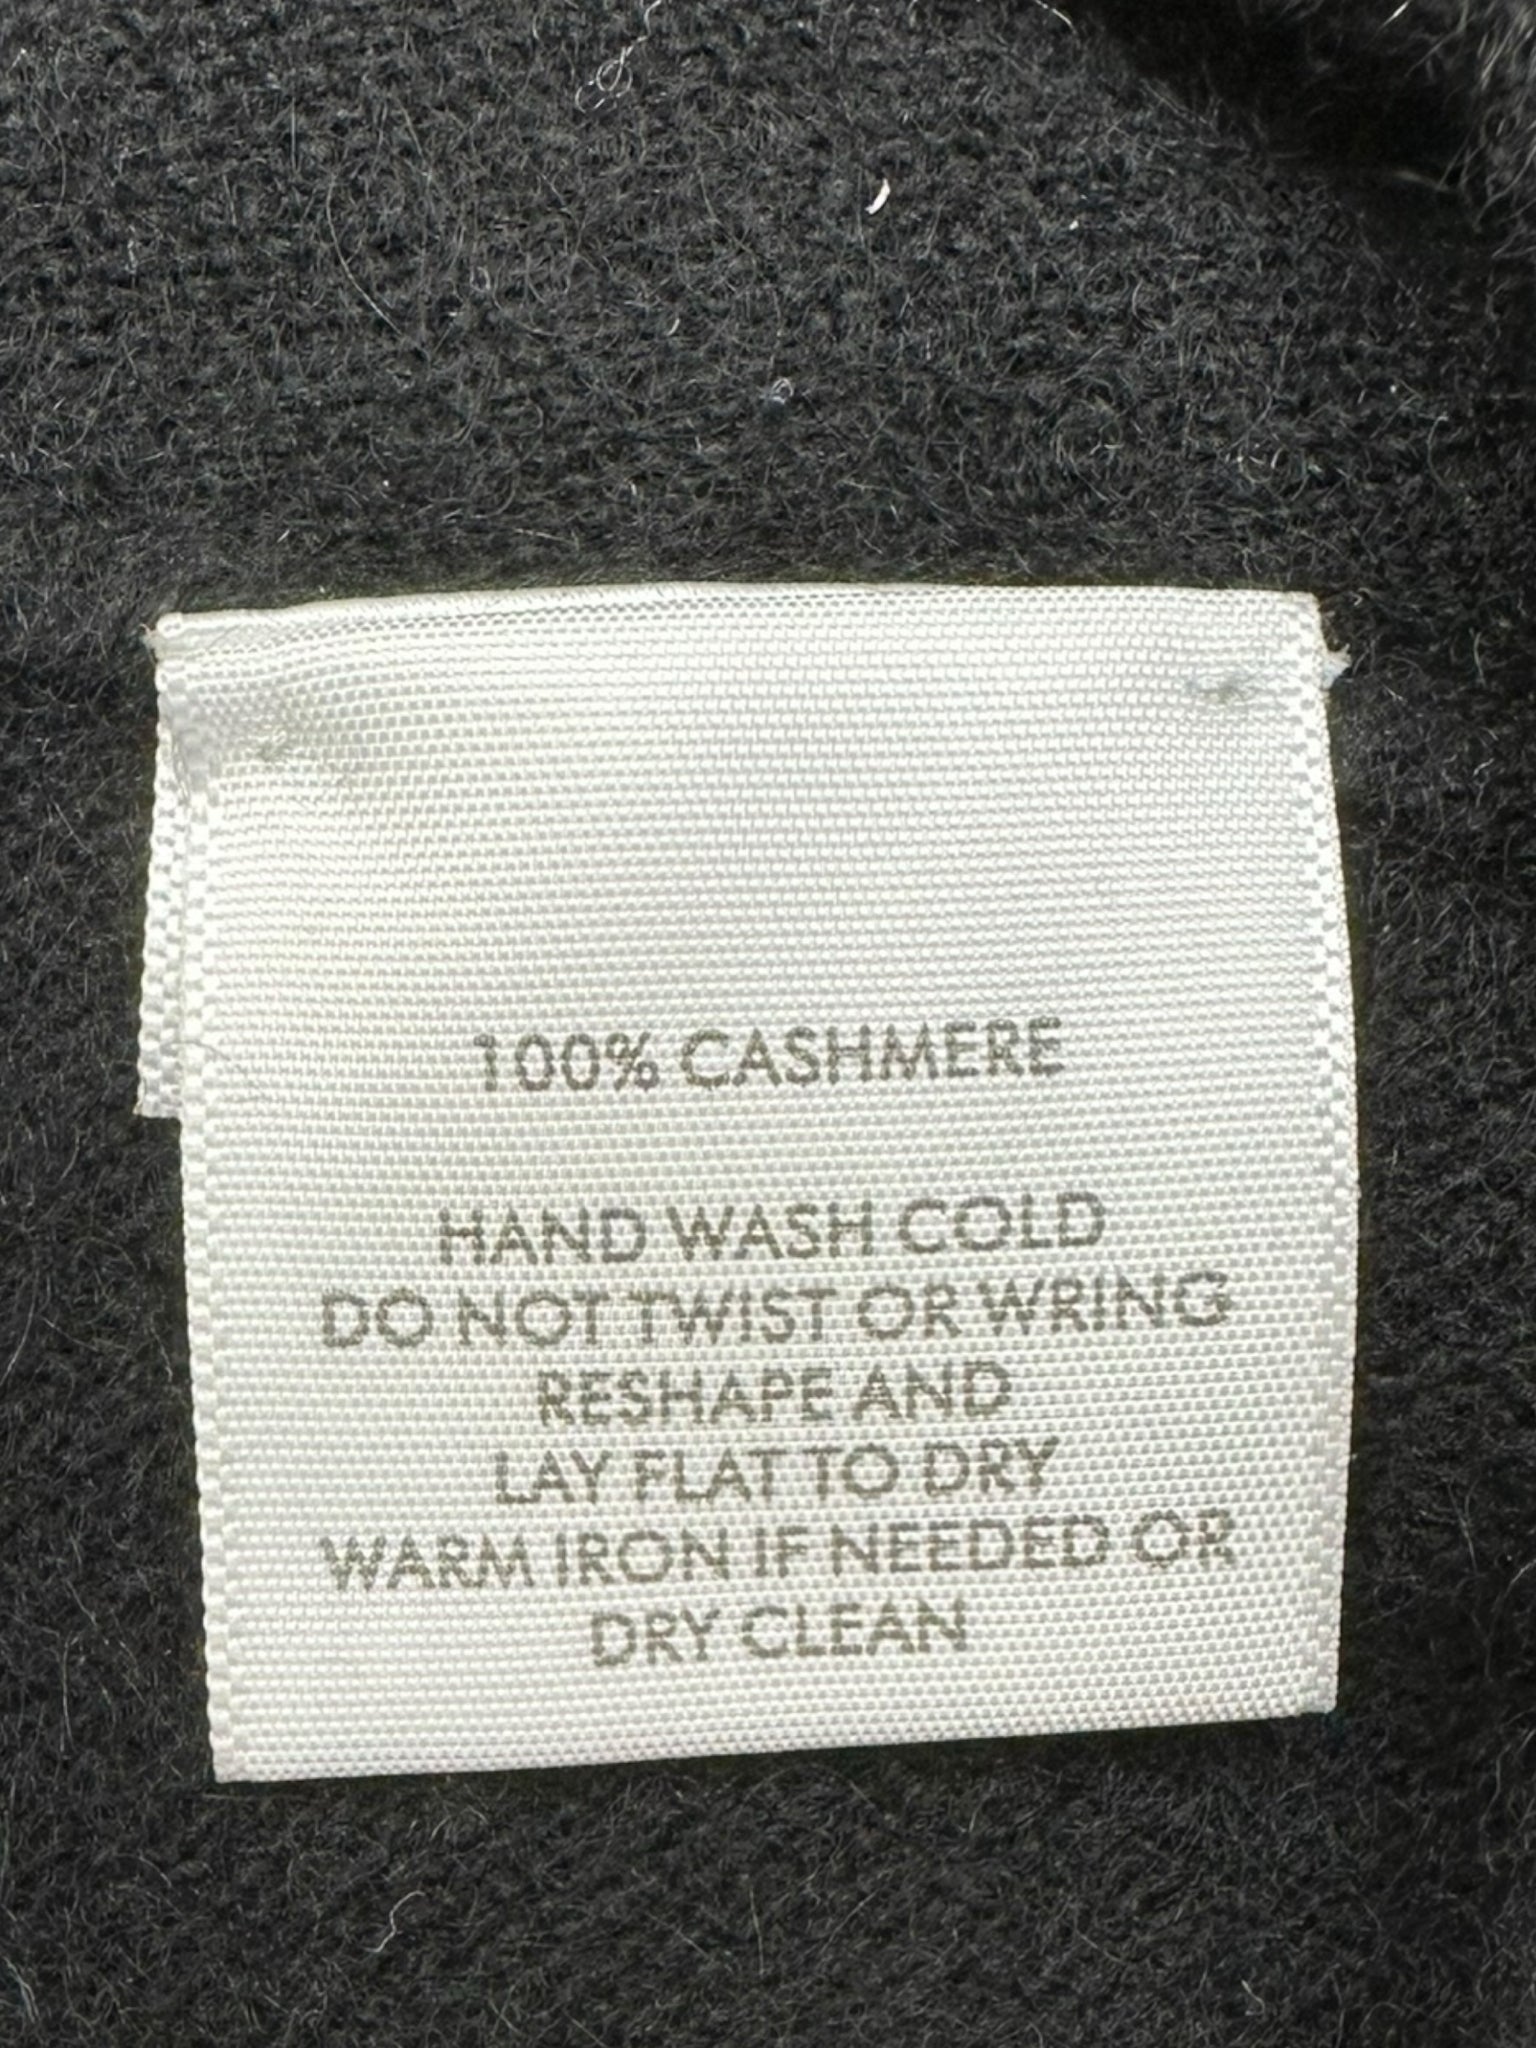 100% CASHMERE
HAND WASH COLD
DO NOT TWIST OR WRING
RESHAPE AND
LAY FLAT TO DRY
WARM IRON IF NEEDED OR
DRY CLEAN